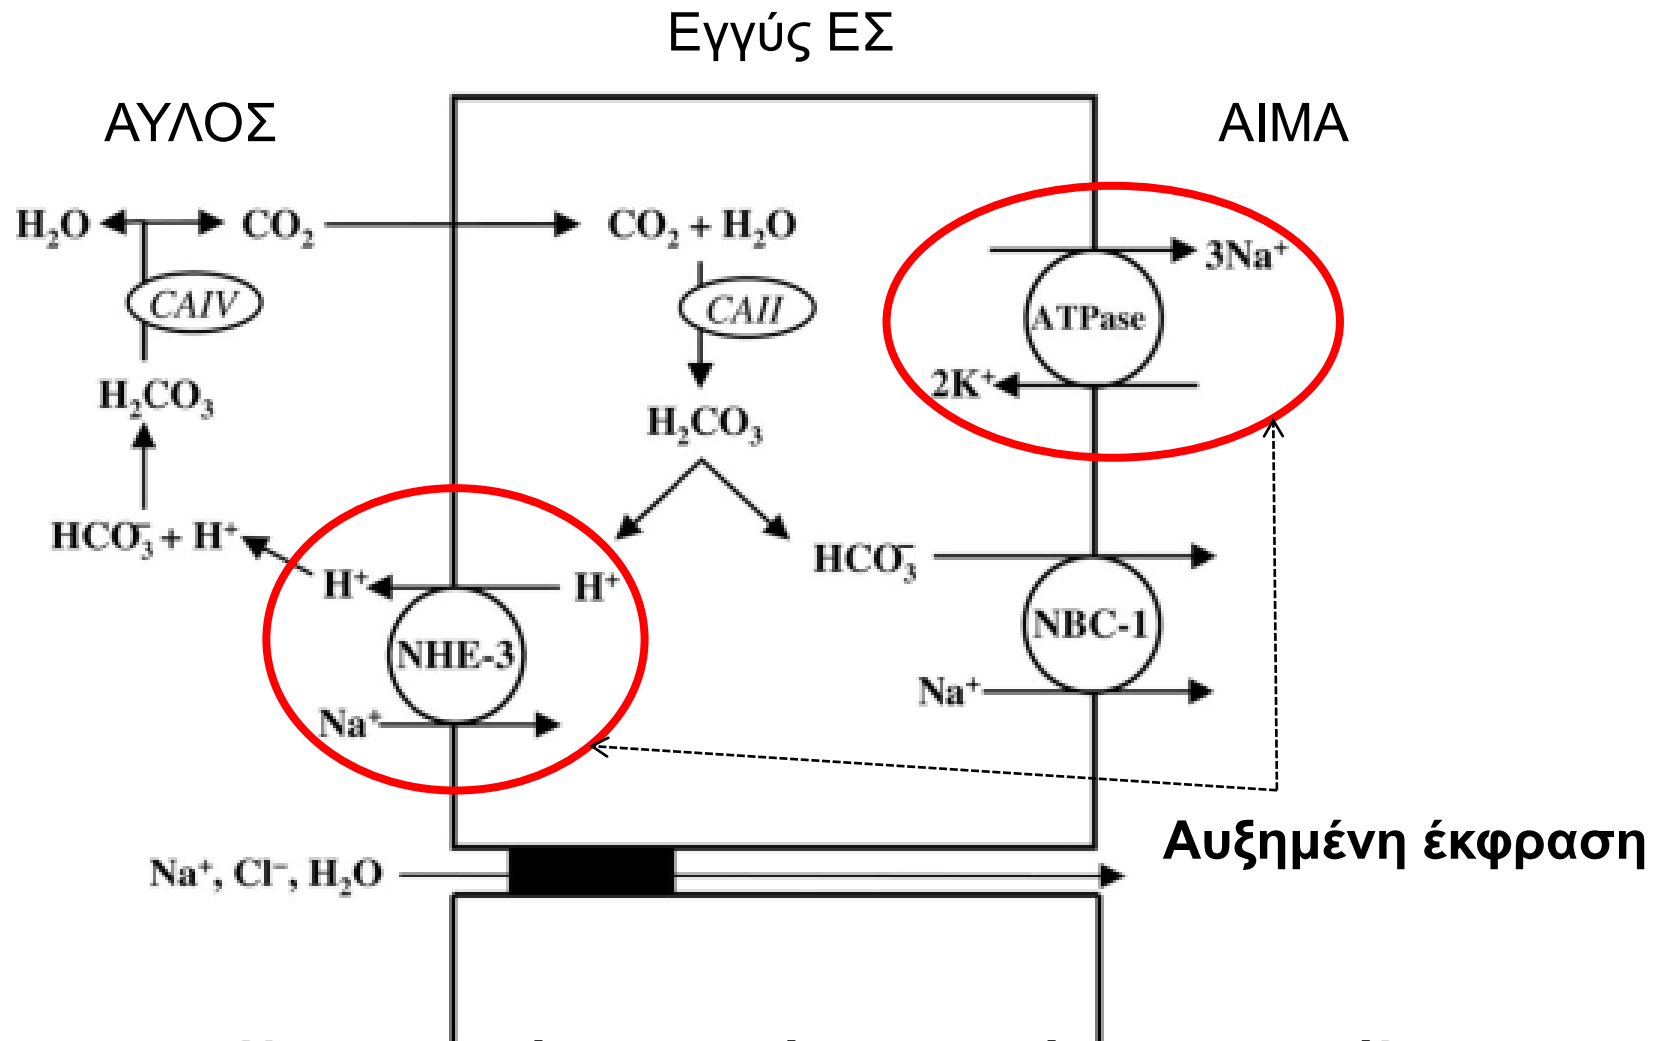 Εγγύς ΕΣ
ΑΥΛΟΣ
ΑΙΜΑ
H₂O
CO₂
CO₂ + H₂O
3Na⁺
CAIV
CAII
ATPase
2K⁺
H₂CO₃
H₂CO₃
HCO₃⁻ + H⁺
H⁺
H⁺
HCO₃⁻
NHE-3
NBC-1
Na⁺
Na⁺
Αυξημένη έκφραση
Na⁺, Cl⁻, H₂O